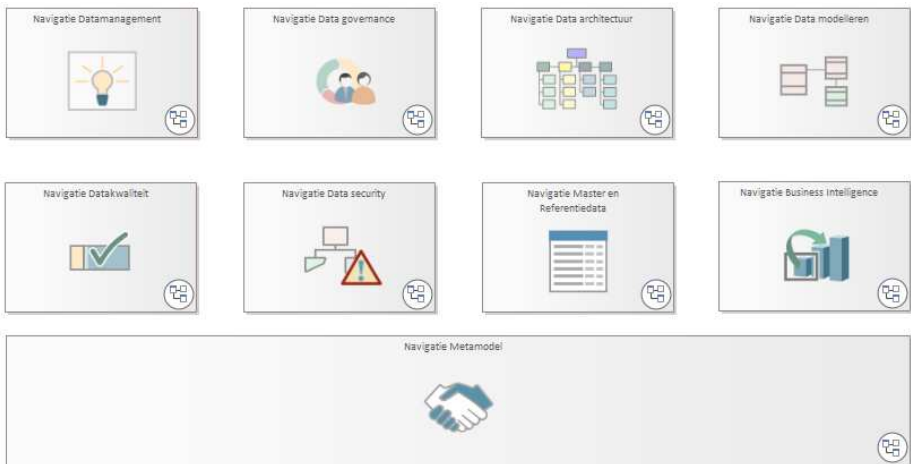 Navigatie Datamanagement
Navigatie Data governance
Navigatie Data architectuur
Navigatie Data modelleren
Navigatie Datakwaliteit
Navigatie Data security
Navigatie Master en
Referentiedata
Navigatie Business Intelligence
Navigatie Metamodel